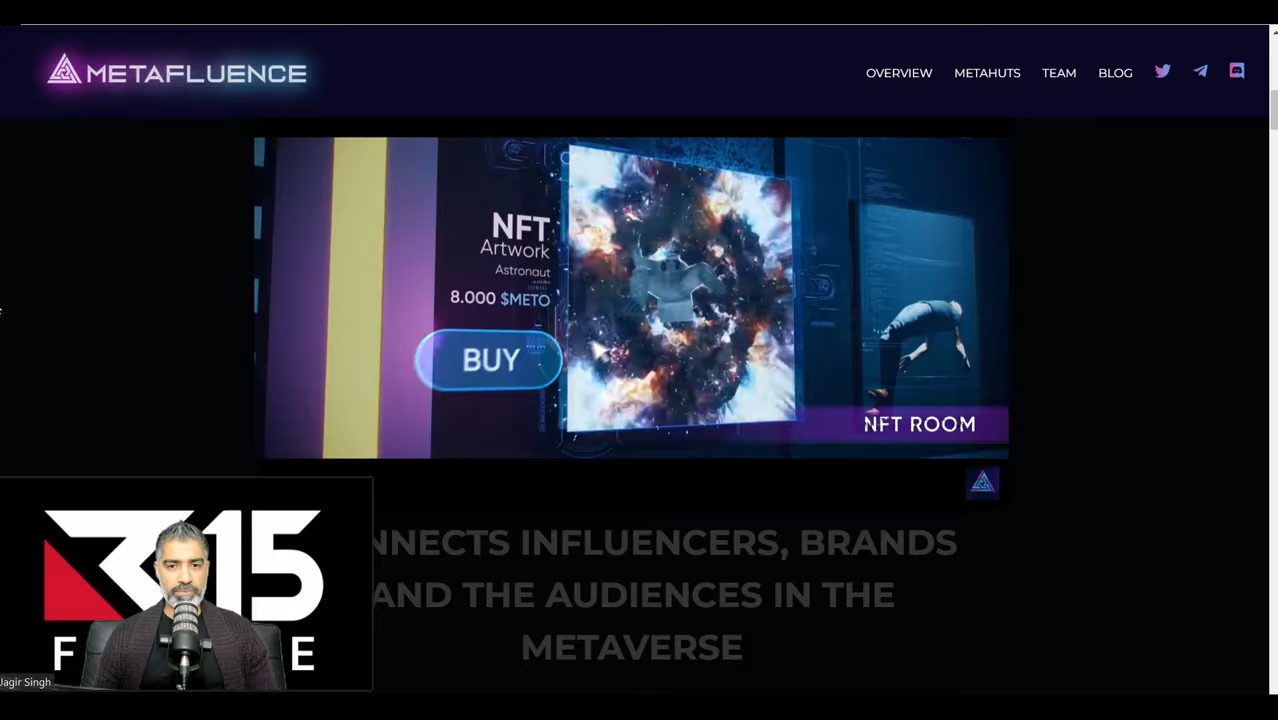 METAFLUENCE
OVERVIEW
METAHUTS
TEAM
BLOG
NFT
Artwork
Astronaut
8.000 $METO
BUY
NFT ROOM
NNECTS INFLUENCERS, BRANDS
AND THE AUDIENCES IN THE
METAVERSE
R315
F E
Jagir Singh